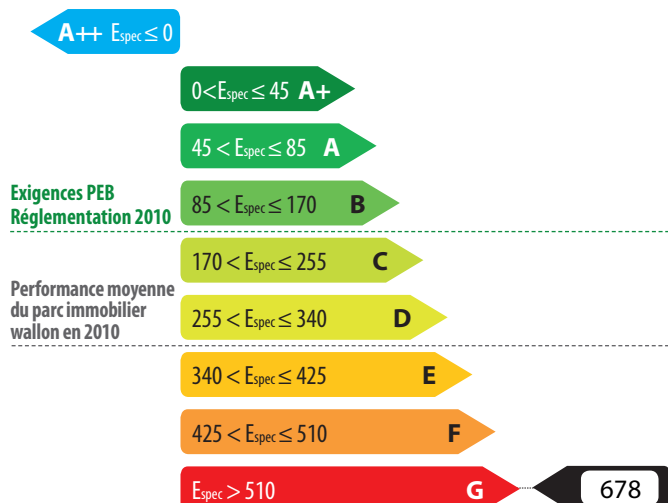 A++ Espec ≤ 0
0<Espec ≤ 45 A+
45 < Espec ≤ 85 A
Exigences PEB
Réglementation 2010
85 < Espec ≤ 170 B
170 < Espec ≤ 255 C
Performance moyenne
du parc immobilier
wallon en 2010
255 < Espec ≤ 340 D
340 < Espec ≤ 425 E
425 < Espec ≤ 510 F
Espec > 510 G 678